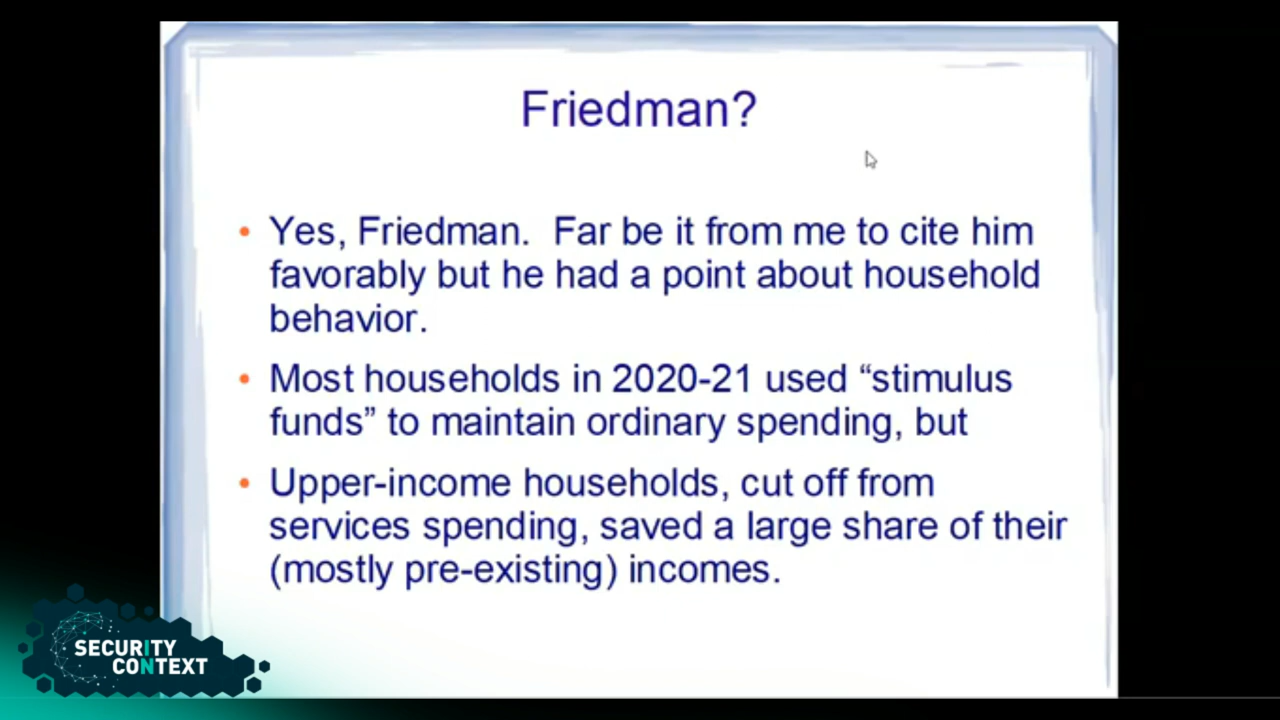 Friedman?
• Yes, Friedman.  Far be it from me to cite him
favorably but he had a point about household
behavior.
• Most households in 2020-21 used “stimulus
funds” to maintain ordinary spending, but
• Upper-income households, cut off from
services spending, saved a large share of their
(mostly pre-existing) incomes.
SECURITY
CONTEXT